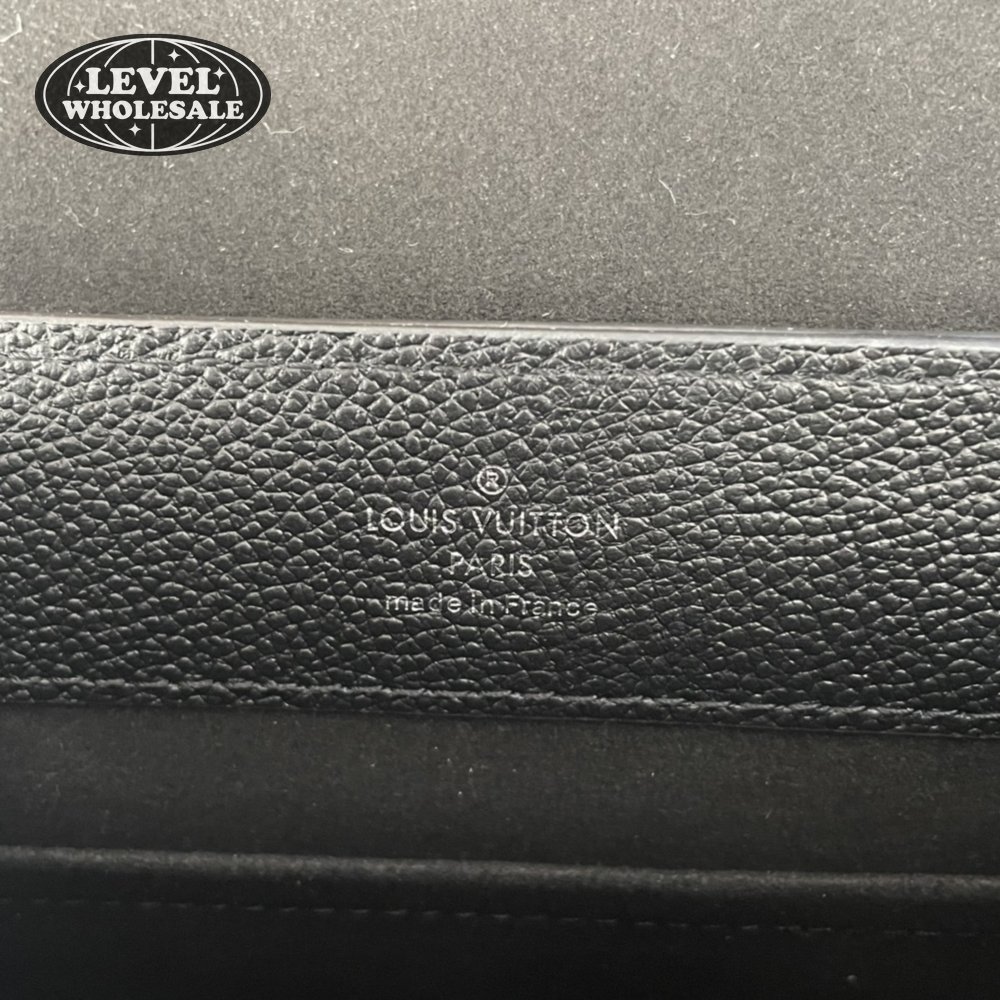 LEVEL
WHOLESALE
®
LOUIS VUITTON
PARIS
made in France